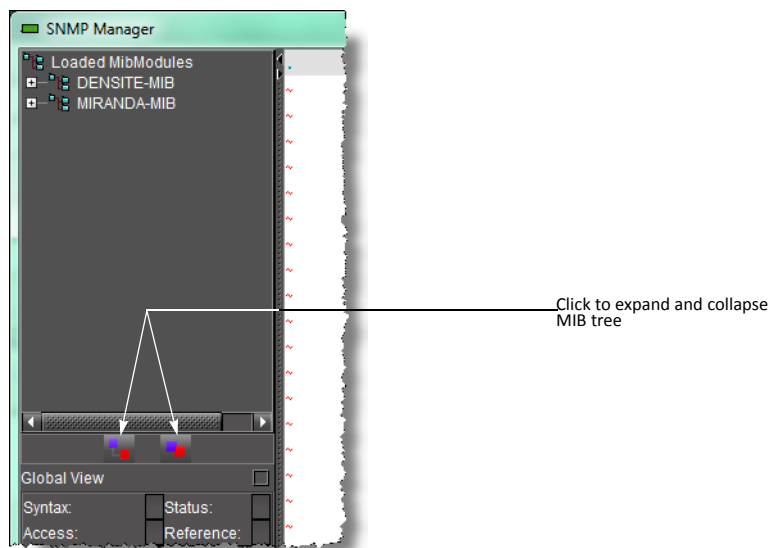 SNMP Manager
Loaded MibModules
DENSITE-MIB
MIRANDA-MIB
Click to expand and collapse
MIB tree
Global View
Syntax: Status:
Access: Reference: